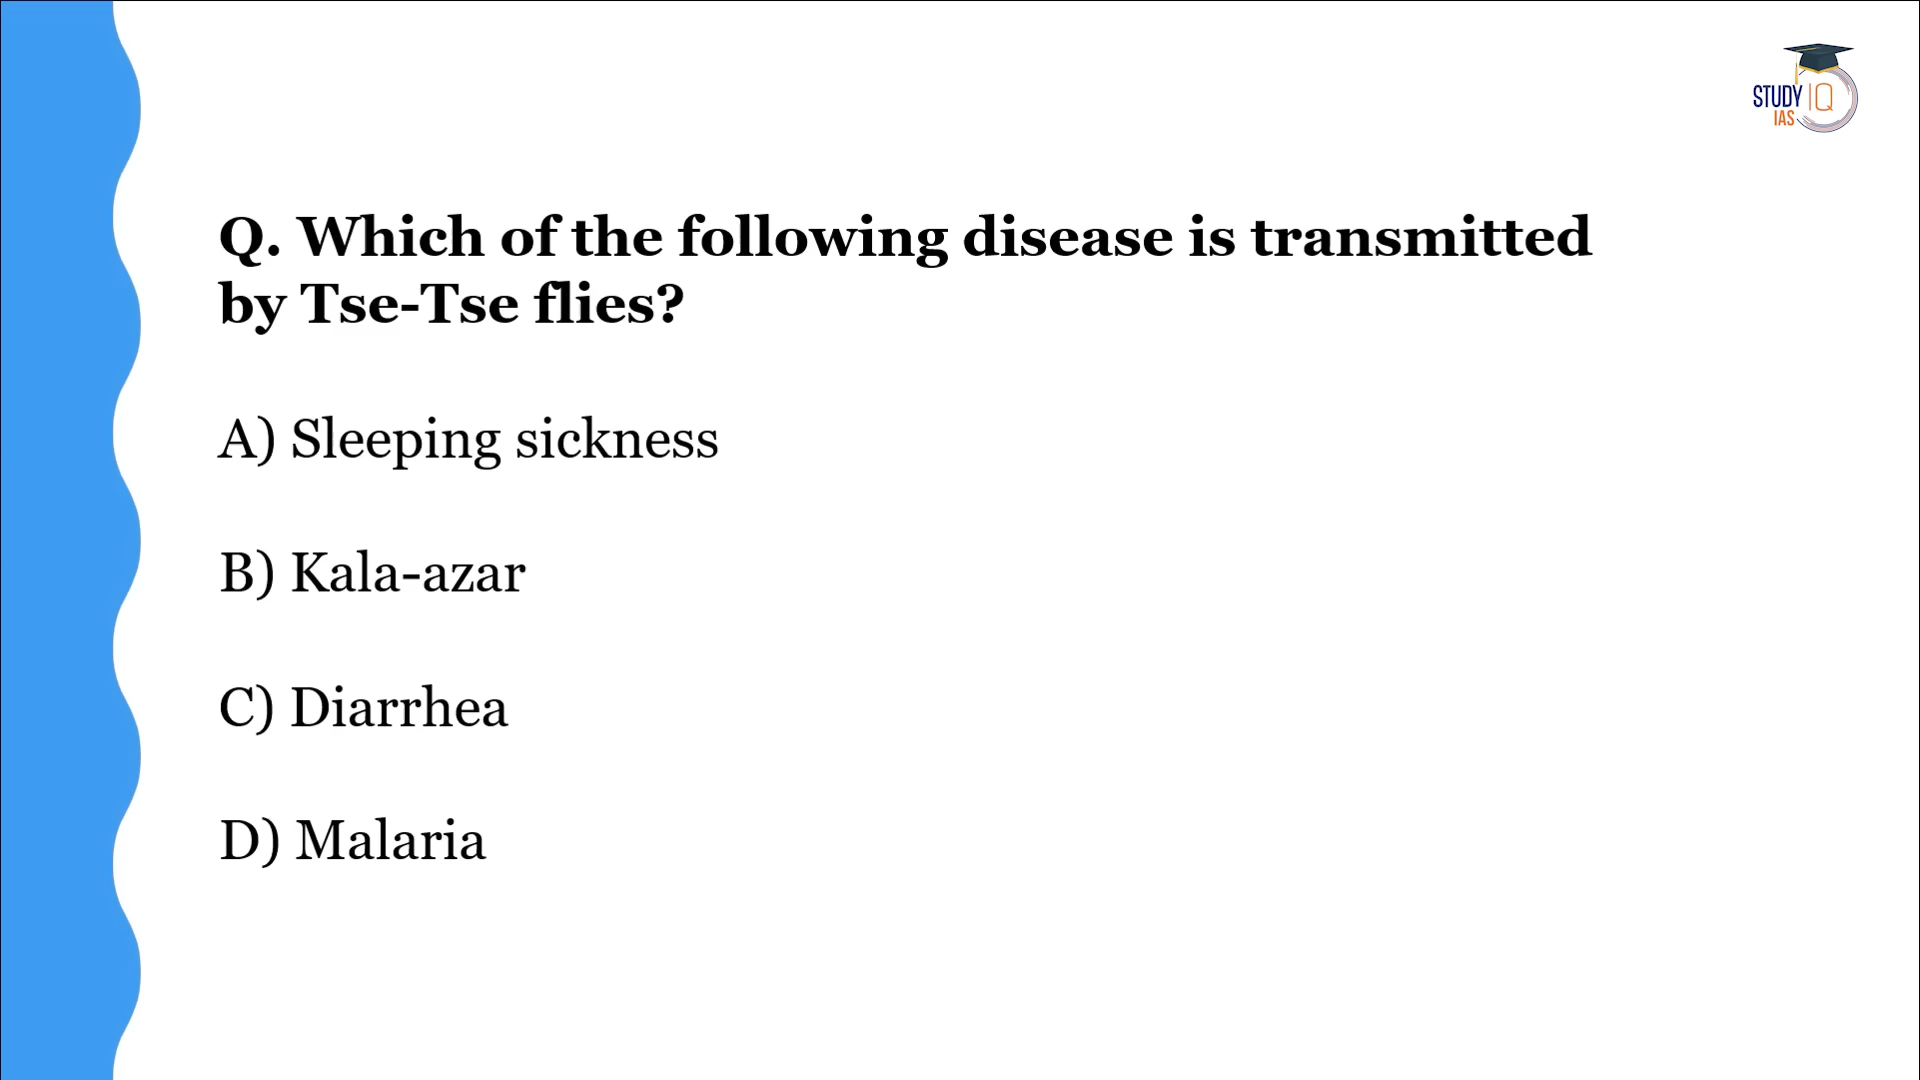 STUDY IQ
IAS
Q. Which of the following disease is transmitted
by Tse-Tse flies?
A) Sleeping sickness
B) Kala-azar
C) Diarrhea
D) Malaria